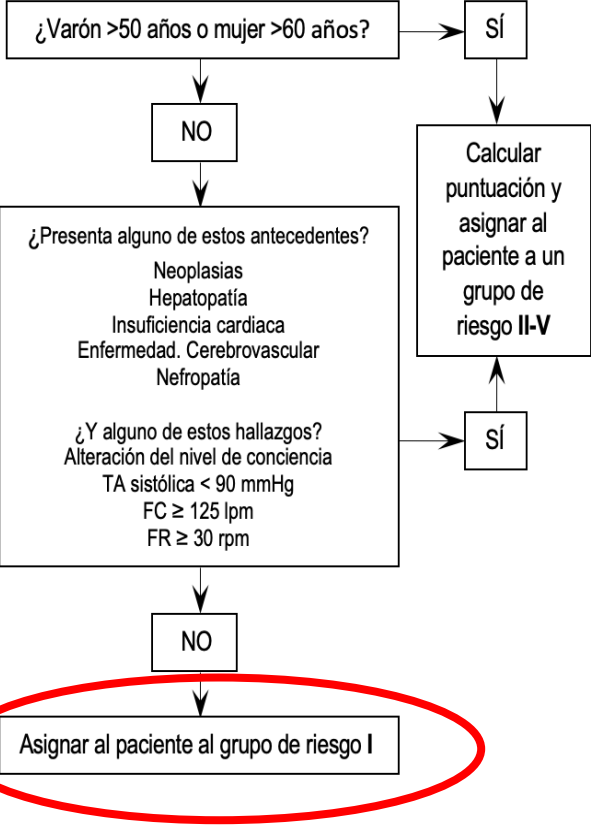 ¿Varón >50 años o mujer >60 años?
SÍ
NO
Calcular
puntuación y
asignar al
paciente a un
grupo de
riesgo II-V
¿Presenta alguno de estos antecedentes?
Neoplasias
Hepatopatía
Insuficiencia cardiaca
Enfermedad. Cerebrovascular
Nefropatía
¿Y alguno de estos hallazgos?
Alteración del nivel de conciencia
TA sistólica < 90 mmHg
FC ≥ 125 lpm
FR ≥ 30 rpm
SÍ
NO
Asignar al paciente al grupo de riesgo I